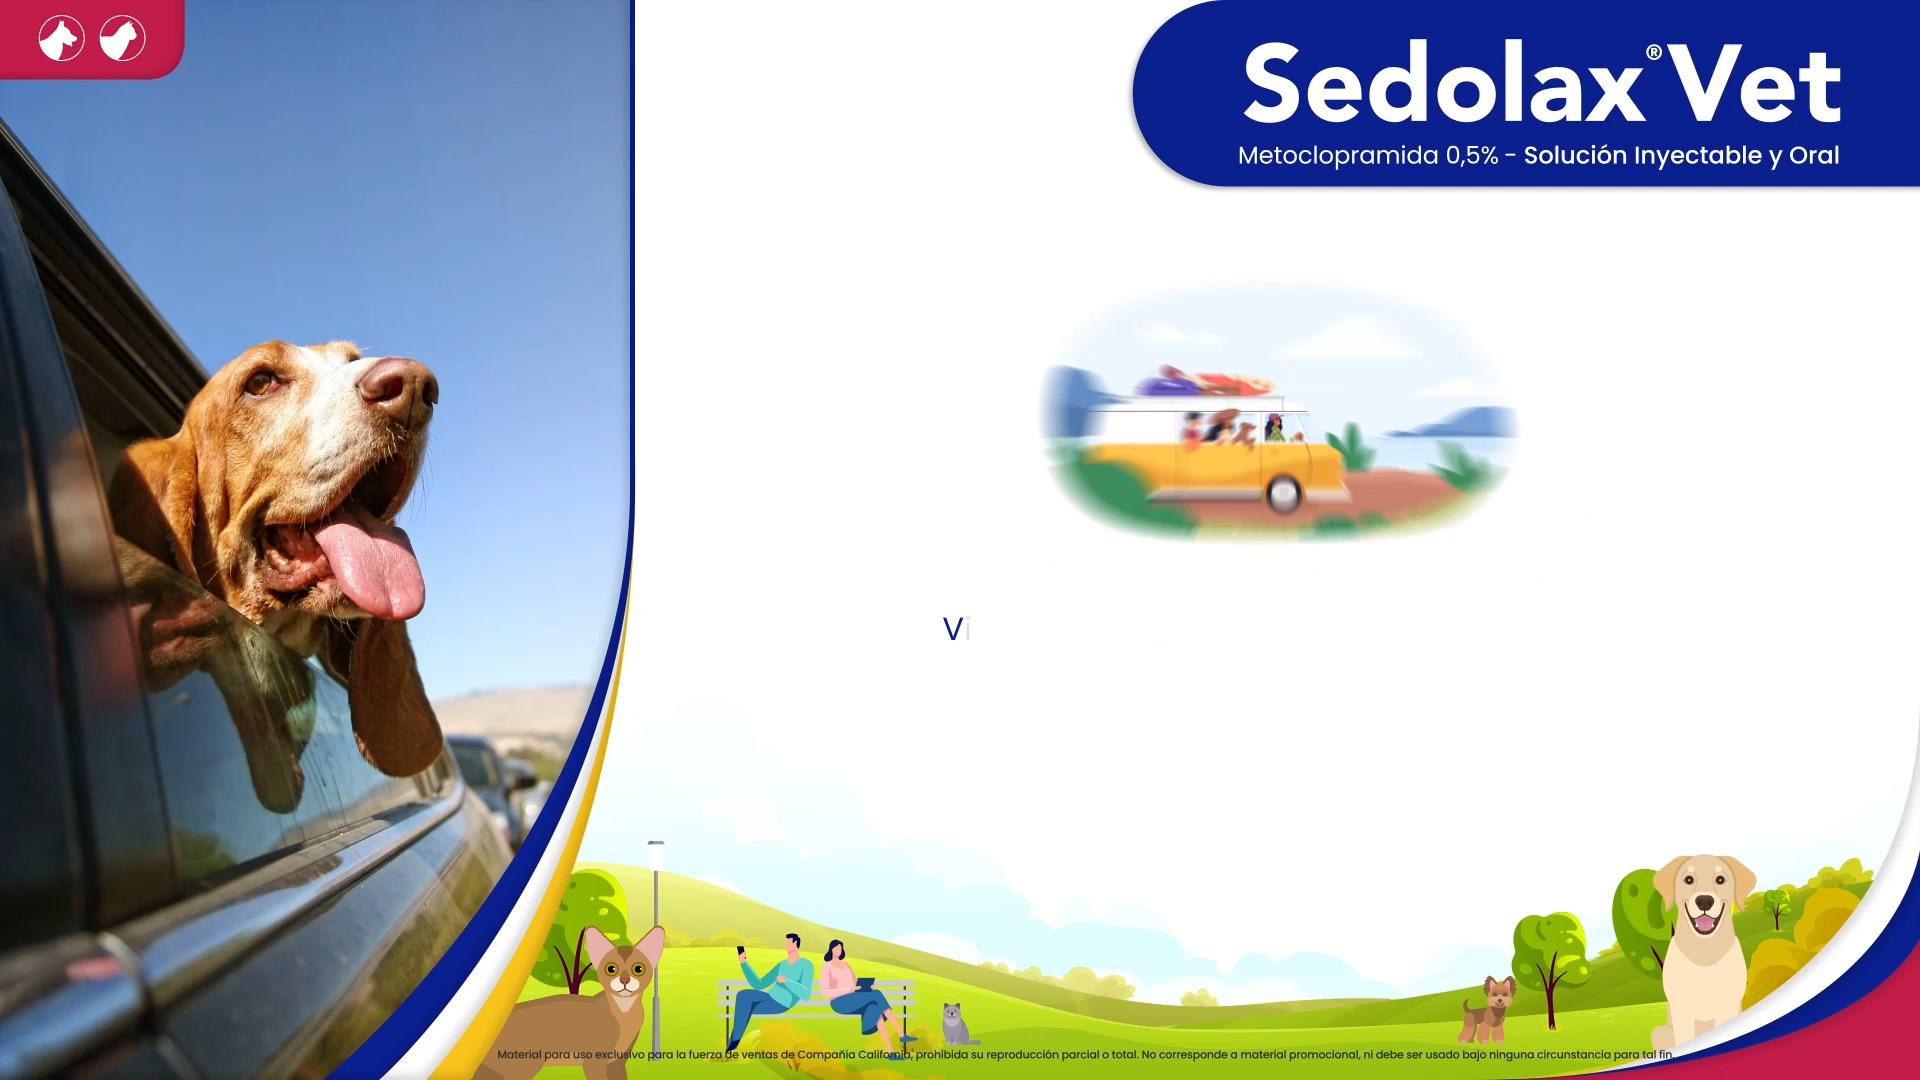 Sedolax® Vet
Metoclopramida 0,5% - Solución Inyectable y Oral
Vi
Material para uso exclusivo para la fuerza de ventas de Compañia California, prohibida su reproducción parcial o total. No corresponde a material promocional, ni debe ser usado bajo ninguna circunstancia para tal fin.